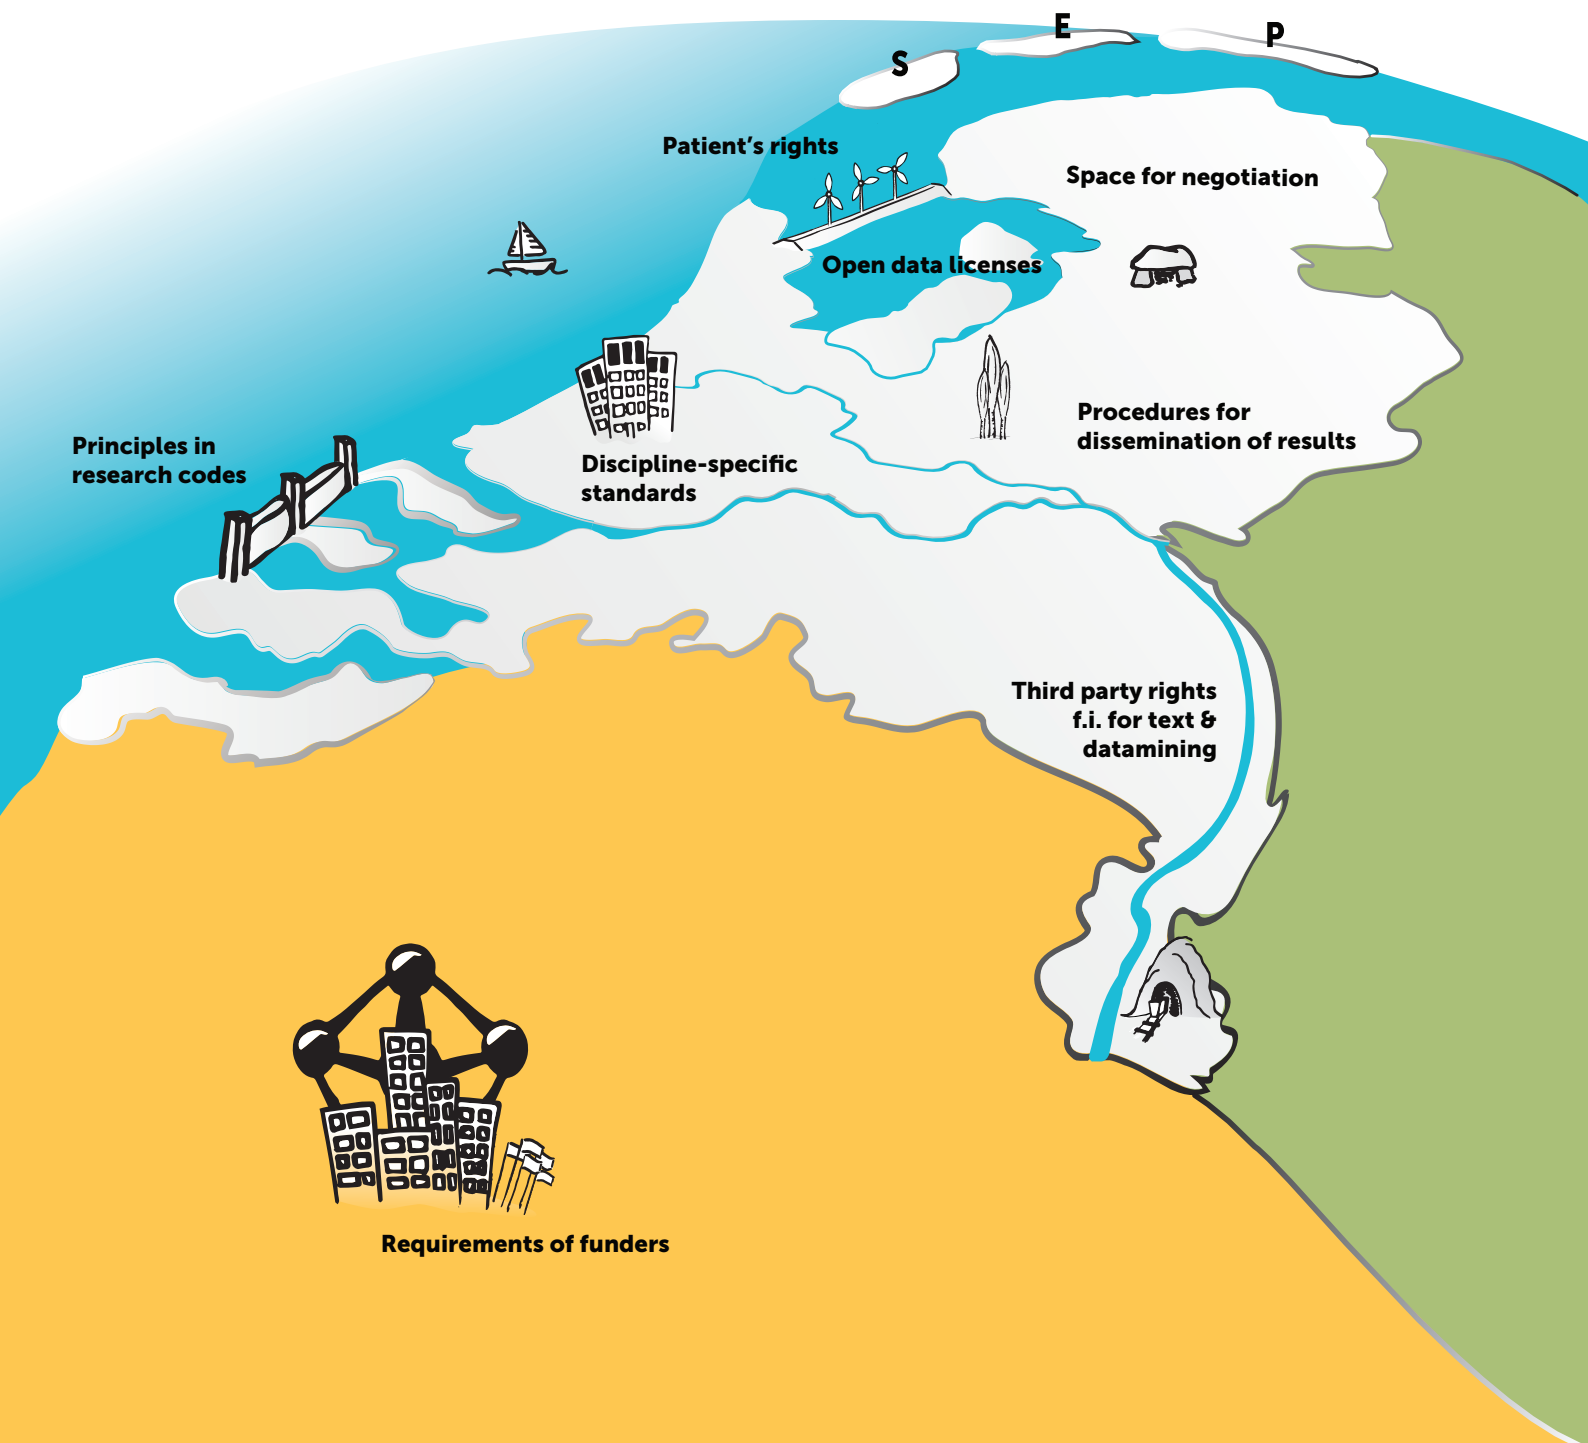 S
E
P
Patient's rights
Space for negotiation
Open data licenses
Procedures for
dissemination of results
Principles in
research codes
Discipline-specific
standards
Third party rights
f.i. for text &
datamining
Requirements of funders